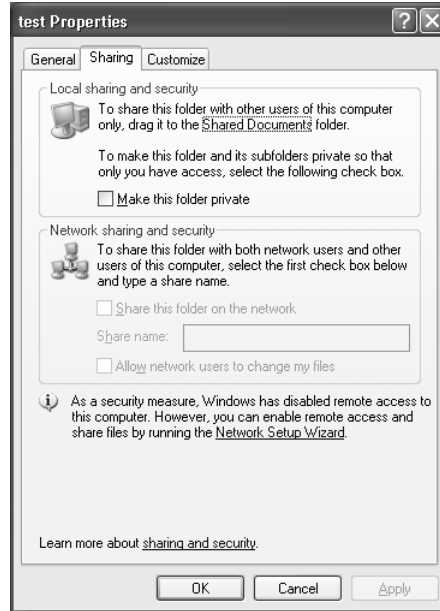 test Properties
General Sharing Customize
Local sharing and security
To share this folder with other users of this computer
only, drag it to the Shared Documents folder.
To make this folder and its subfolders private so that
only you have access, select the following check box.
Make this folder private
Network sharing and security
To share this folder with both network users and other
users of this computer, select the first check box below
and type a share name.
Share this folder on the network
Share name:
Allow network users to change my files
As a security measure, Windows has disabled remote access to
this computer. However, you can enable remote access and
share files by running the Network Setup Wizard.
Learn more about sharing and security.
OK Cancel Apply